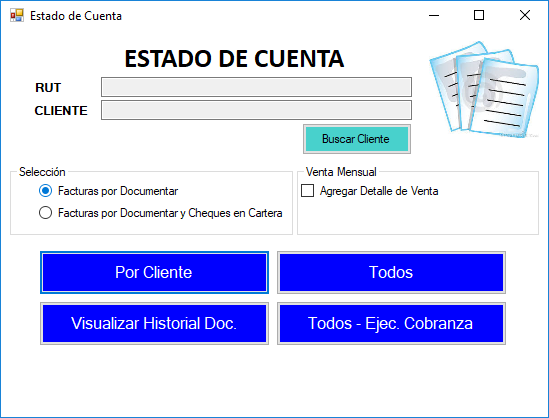 Estado de Cuenta
ESTADO DE CUENTA
RUT
CLIENTE
Buscar Cliente
Selección
Facturas por Documentar
Facturas por Documentar y Cheques en Cartera
Venta Mensual
Agregar Detalle de Venta
Por Cliente
Todos
Visualizar Historial Doc.
Todos - Ejec. Cobranza